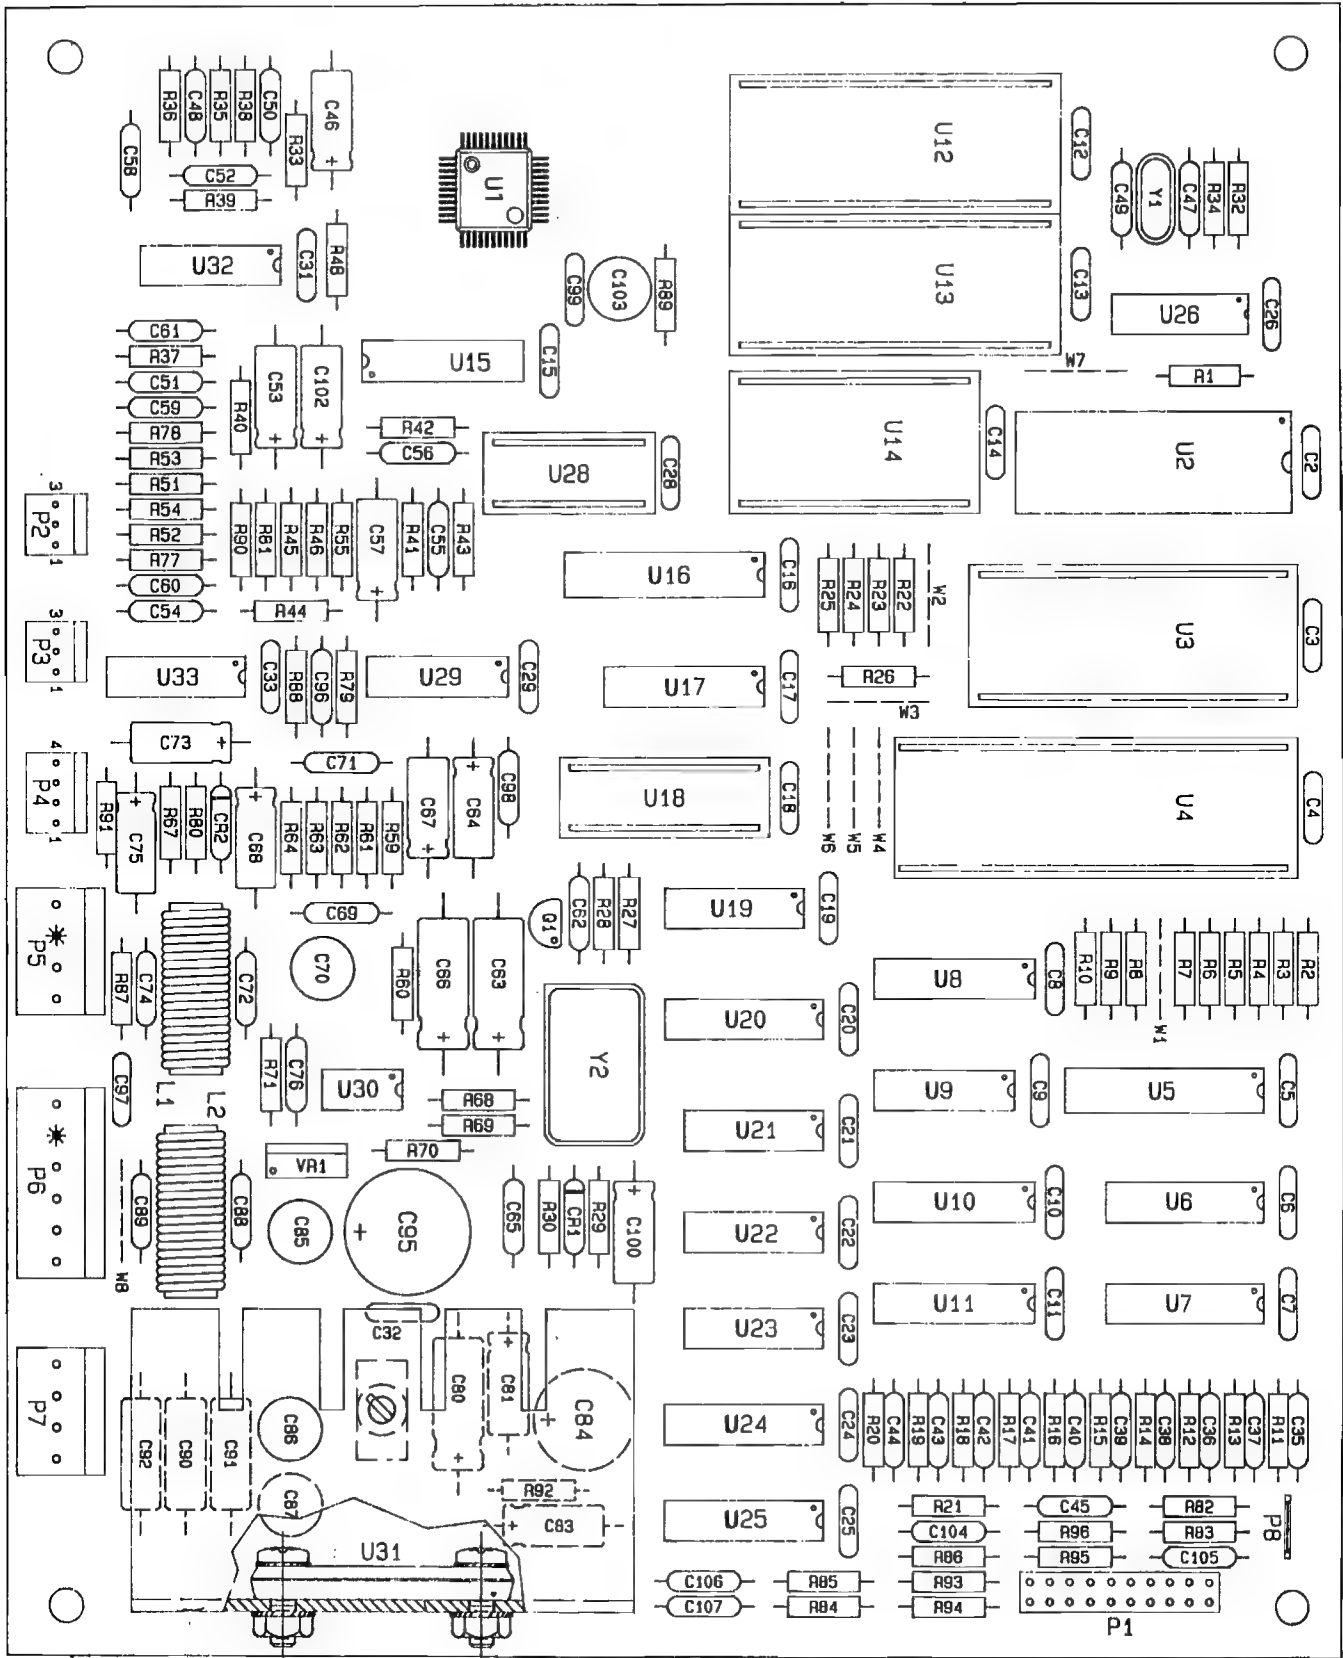 R36
C48
R35
R38
C50
R33
C46
+
C58
C52
R39
U1
U12
C12
C49
Y1
C47
R34
R32
U32
C31
R48
C99
C103
R89
U13
C13
U26
C26
W7
R1
C61
R37
C51
C59
R78
R53
R51
R54
R52
R77
C60
C54
R40
C53
+
C102
+
U15
C15
R42
C56
U28
C28
U14
C14
U2
C2
3
P2
1
R90
R81
R45
R46
R55
C57
+
R41
C55
R43
R44
U16
C16
R25
R24
R23
R22
W2
U3
C3
3
P3
1
U33
C33
R88
C96
R79
U29
C29
U17
C17
R26
W3
4
P4
1
C73
+
C71
R91
+
C75
R67
R80
CR2
+
C68
R64
R63
R62
R61
R59
C67
+
+
C64
C98
U18
C18
W6
W5
W4
U4
C4
C69
P5
R87
C74
C72
C70
R60
C66
+
C63
+
Q1
C62
R28
R27
U19
C19
U8
C8
R10
R9
R8
W1
R7
R6
R5
R4
R3
R2
C97
L1
L2
R71
C76
U30
R68
R69
Y2
U20
C20
U9
C9
U5
C5
P6
VR1
R70
U21
C21
W8
C89
C88
C85
+
C95
C65
R30
CR1
R29
+
C100
U22
C22
U10
C10
U6
C6
C32
U23
C23
U11
C11
U7
C7
P7
C92
C90
C91
C86
C87
C80
+
+
C81
+
C84
R92
+
C83
U31
U24
C24
R20
C44
R19
C43
R18
C42
R17
C41
R16
C40
R15
C39
R14
C38
R12
C36
R13
C37
R11
C35
U25
C25
R21
C45
R82
C104
R96
R83
R86
R95
C105
P8
C106
R85
R93
C107
R84
R94
P1